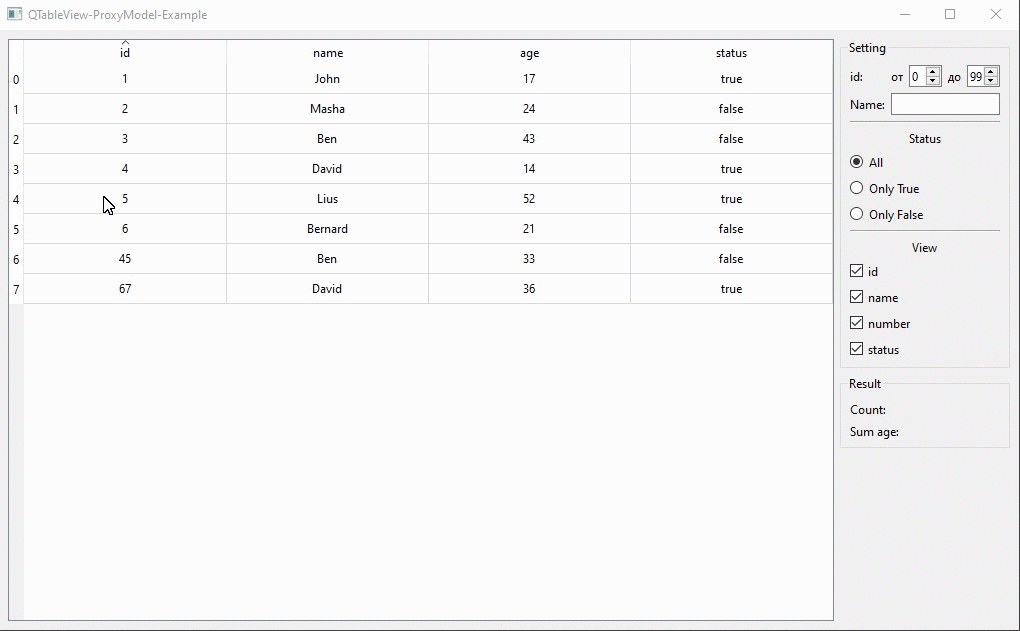 QTableView-ProxyModel-Example
id name age status
0 1 John 17 true
1 2 Masha 24 false
2 3 Ben 43 false
3 4 David 14 true
4 5 Lius 52 true
5 6 Bernard 21 false
6 45 Ben 33 false
7 67 David 36 true
Setting
id: от 0 до 99
Name:
Status
All
Only True
Only False
View
id
name
number
status
Result
Count:
Sum age: